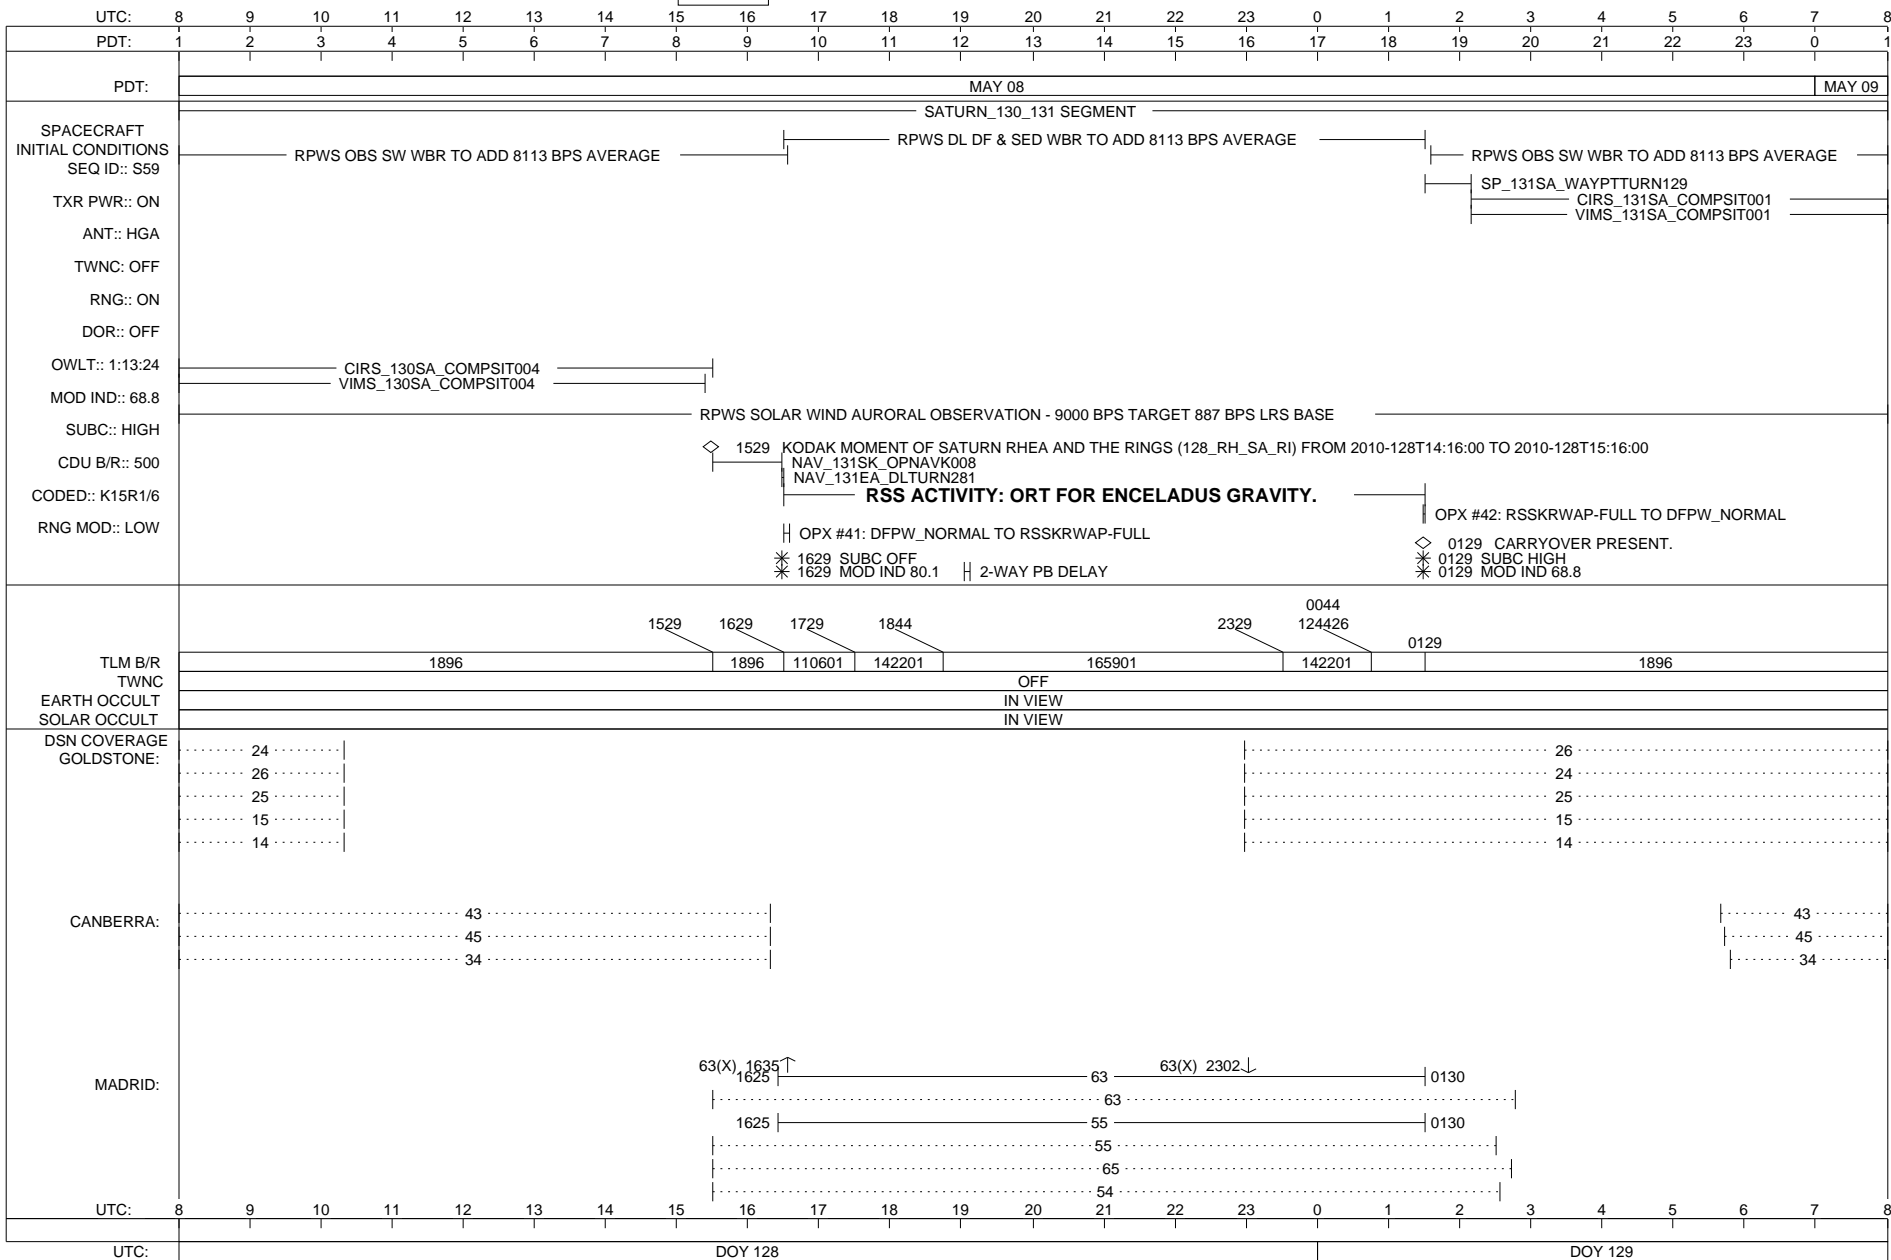 UTC: 8 9 10 11 12 13 14 15 16 17 18 19 20 21 22 23 0 1 2 3 4 5 6 7 8
PDT: 1 2 3 4 5 6 7 8 9 10 11 12 13 14 15 16 17 18 19 20 21 22 23 0 1
PDT: MAY 08 MAY 09
SATURN_130_131 SEGMENT
SPACECRAFT
INITIAL CONDITIONS
RPWS DL DF & SED WBR TO ADD 8113 BPS AVERAGE
RPWS OBS SW WBR TO ADD 8113 BPS AVERAGE
RPWS OBS SW WBR TO ADD 8113 BPS AVERAGE
SEQ ID:: S59
SP_131SA_WAYPTTURN129
TXR PWR:: ON
CIRS_131SA_COMPSIT001
VIMS_131SA_COMPSIT001
ANT:: HGA
TWNC: OFF
RNG:: ON
DOR:: OFF
OWLT:: 1:13:24
CIRS_130SA_COMPSIT004
VIMS_130SA_COMPSIT004
MOD IND:: 68.8
RPWS SOLAR WIND AURORAL OBSERVATION - 9000 BPS TARGET 887 BPS LRS BASE
SUBC:: HIGH
1529 KODAK MOMENT OF SATURN RHEA AND THE RINGS (128_RH_SA_RI) FROM 2010-128T14:16:00 TO 2010-128T15:16:00
CDU B/R:: 500
NAV_131SK_OPNAVK008
NAV_131EA_DLTURN281
CODED:: K15R1/6
RSS ACTIVITY: ORT FOR ENCELADUS GRAVITY.
OPX #42: RSSKRWAP-FULL TO DFPW_NORMAL
RNG MOD:: LOW
OPX #41: DFPW_NORMAL TO RSSKRWAP-FULL
0129 CARRYOVER PRESENT.
1629 SUBC OFF
0129 SUBC HIGH
1629 MOD IND 80.1
2-WAY PB DELAY
0129 MOD IND 68.8
0044
1529 1629 1729 1844 2329 124426
0129
TLM B/R 1896 1896 110601 142201 165901 142201 1896
TWNC OFF
EARTH OCCULT IN VIEW
SOLAR OCCULT IN VIEW
DSN COVERAGE
GOLDSTONE:
24 26
26 24
25 25
15 15
14 14
CANBERRA:
43 43
45 45
34 34
MADRID:
63(X) 1635 63(X) 2302
1625 63 0130
63
1625 55 0130
55
65
54
UTC: 8 9 10 11 12 13 14 15 16 17 18 19 20 21 22 23 0 1 2 3 4 5 6 7 8
UTC: DOY 128 DOY 129